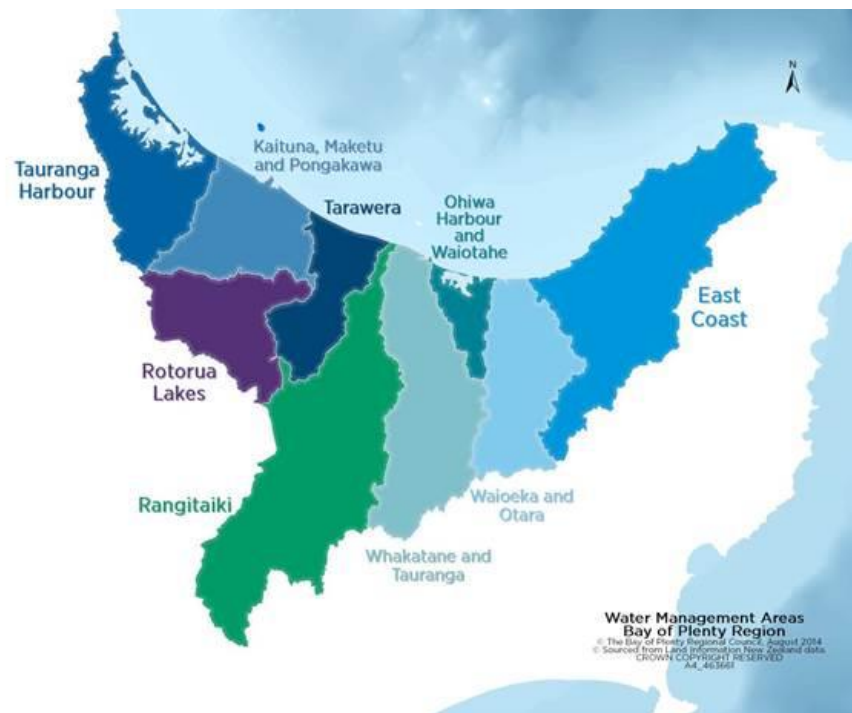 N
Kaituna, Maketu
and Pongakawa
Tauranga
Harbour
Tarawera
Ohiwa
Harbour
and
Waiotahe
East
Coast
Rotorua
Lakes
Rangitaiki
Waioeka and
Otara
Whakatane and
Tauranga
Water Management Areas
Bay of Plenty Region
© The Bay of Plenty Regional Council, August 2014
© Sourced from Land Information New Zealand data.
CROWN COPYRIGHT RESERVED
A4_463661